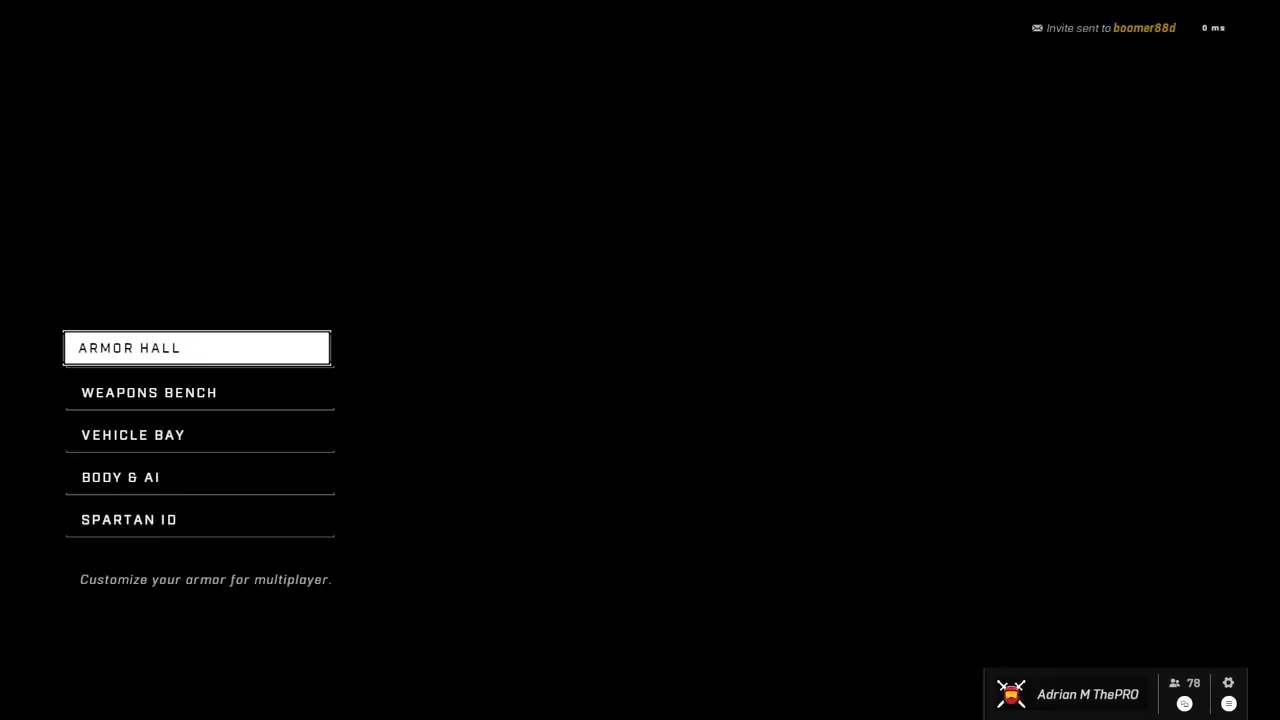 Invite sent to boomer88d
0 ms
ARMOR HALL
WEAPONS BENCH
VEHICLE BAY
BODY & AI
SPARTAN ID
Customize your armor for multiplayer.
Adrian M ThePRO
78